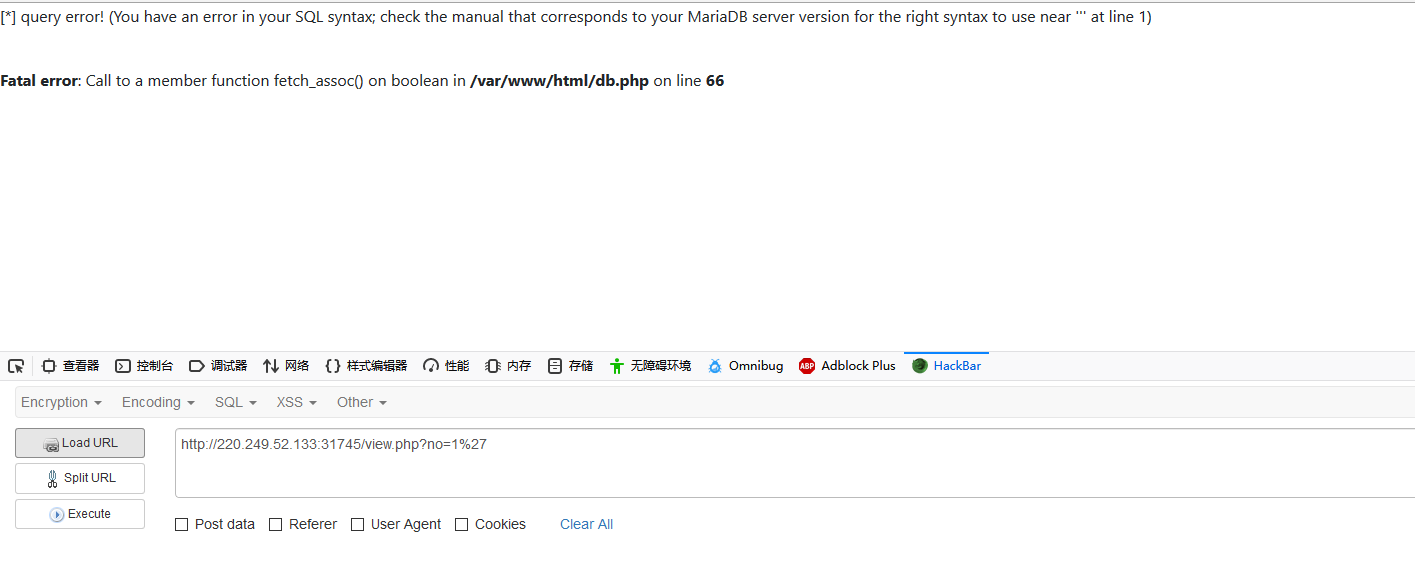 [*] query error! (You have an error in your SQL syntax; check the manual that corresponds to your MariaDB server version for the right syntax to use near ''' at line 1)
Fatal error: Call to a member function fetch_assoc() on boolean in /var/www/html/db.php on line 66
查看器 控制台 调试器 网络 样式编辑器 性能 内存 存储 无障碍环境 Omnibug ABP Adblock Plus HackBar
Encryption Encoding SQL XSS Other
Load URL http://220.249.52.133:31745/view.php?no=1%27
Split URL
Execute
Post data Referer User Agent Cookies Clear All